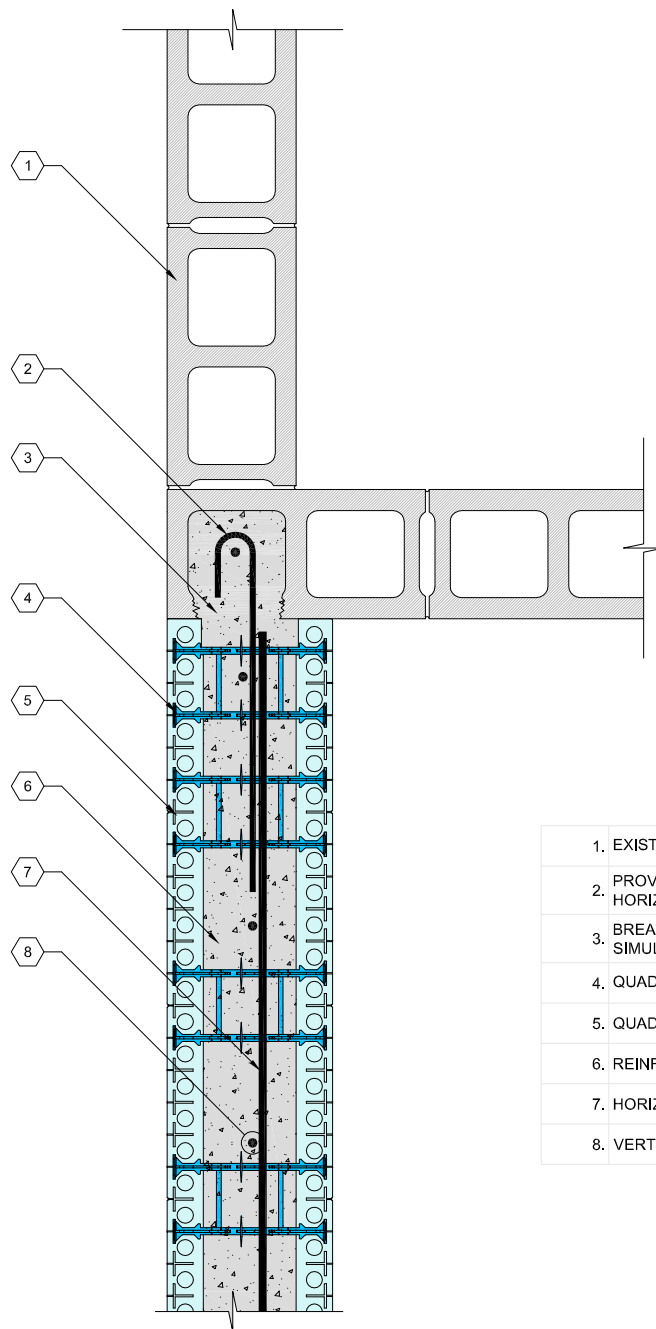 1
2
3
4
5
6
7
8
1. EXIST
2. PROV
HORIZ
3. BREA
SIMUL
4. QUAD
5. QUAD
6. REINF
7. HORIZ
8. VERT